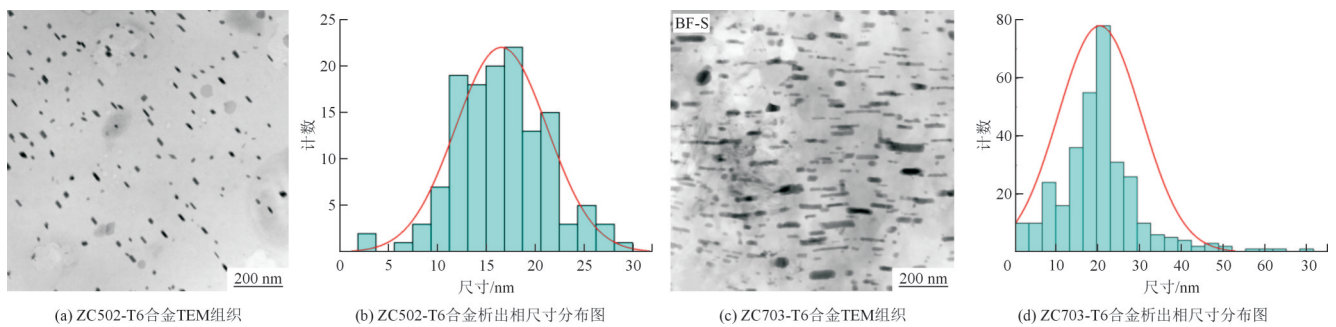 200 nm
(a) ZC502-T6合金TEM组织
25
20
15
10
5
计数
0 5 10 15 20 25 30
尺寸/nm
(b) ZC502-T6合金析出相尺寸分布图
BF-S
200 nm
(c) ZC703-T6合金TEM组织
80
60
40
20
计数
0 10 20 30 40 50 60 30
尺寸/nm
(d) ZC703-T6合金析出相尺寸分布图